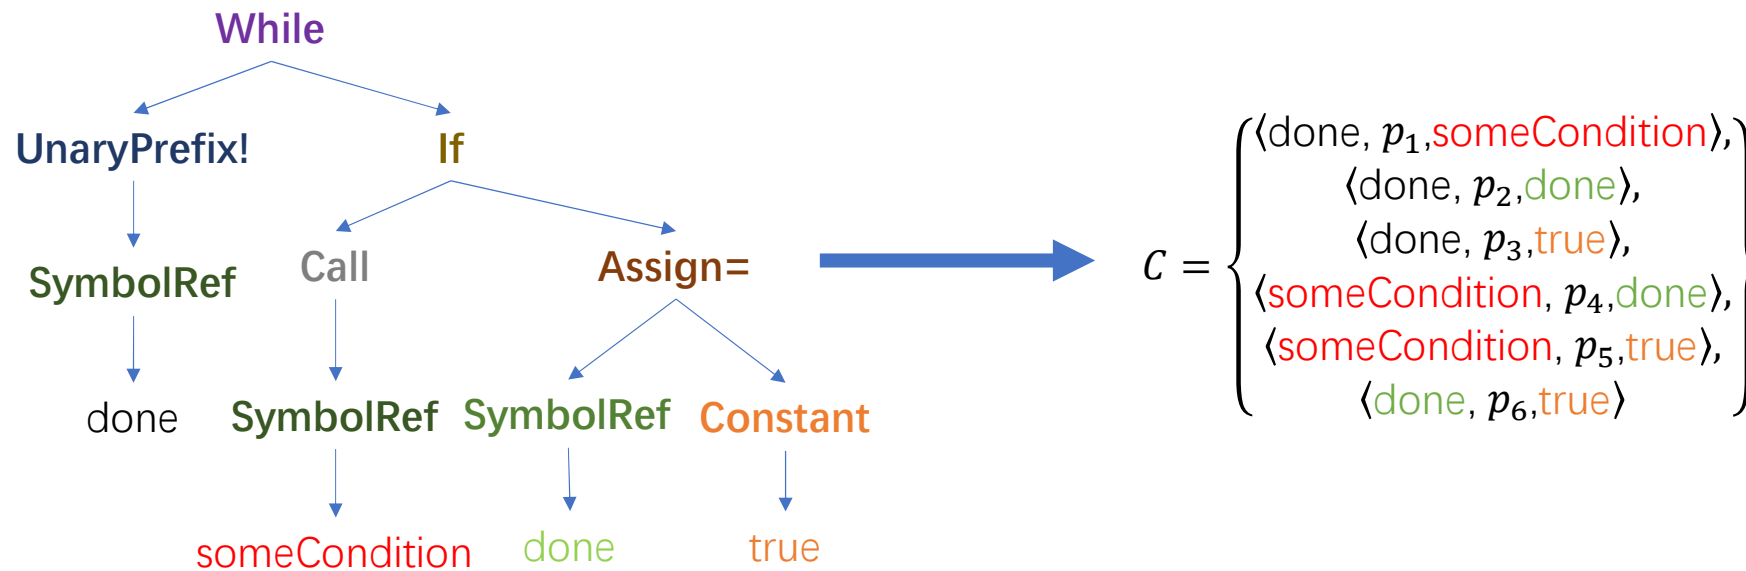 While
UnaryPrefix! If
SymbolRef Call Assign=
done SymbolRef SymbolRef Constant
someCondition done true
C =
⟨done, p₁,someCondition⟩,
⟨done, p₂,done⟩,
⟨done, p₃,true⟩,
⟨someCondition, p₄,done⟩,
⟨someCondition, p₅,true⟩,
⟨done, p₆,true⟩